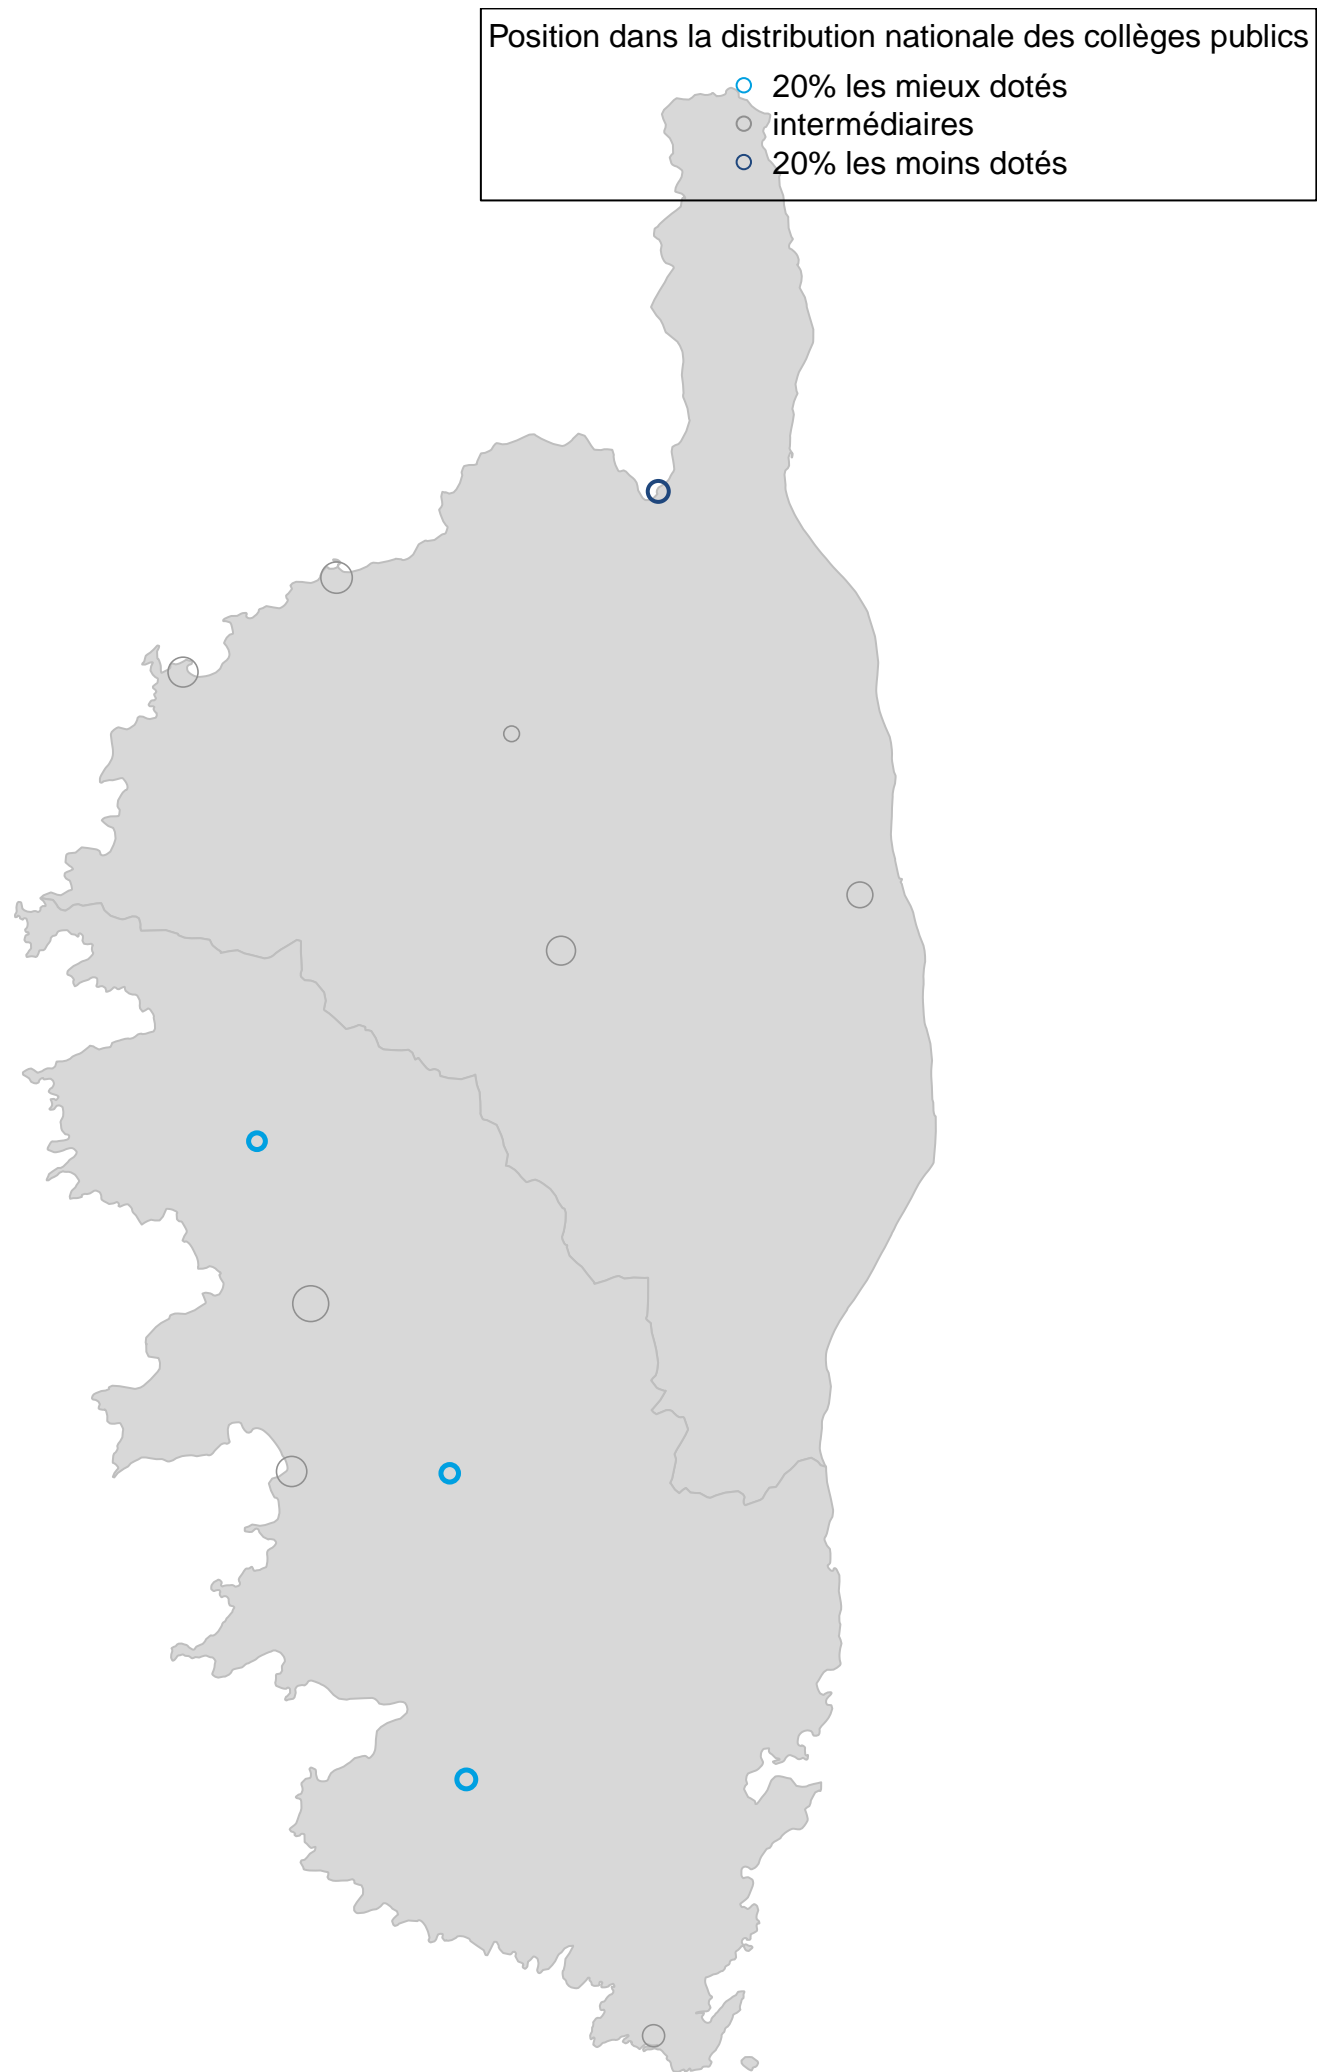 Position dans la distribution nationale des collèges publics
20% les mieux dotés
intermédiaires
20% les moins dotés